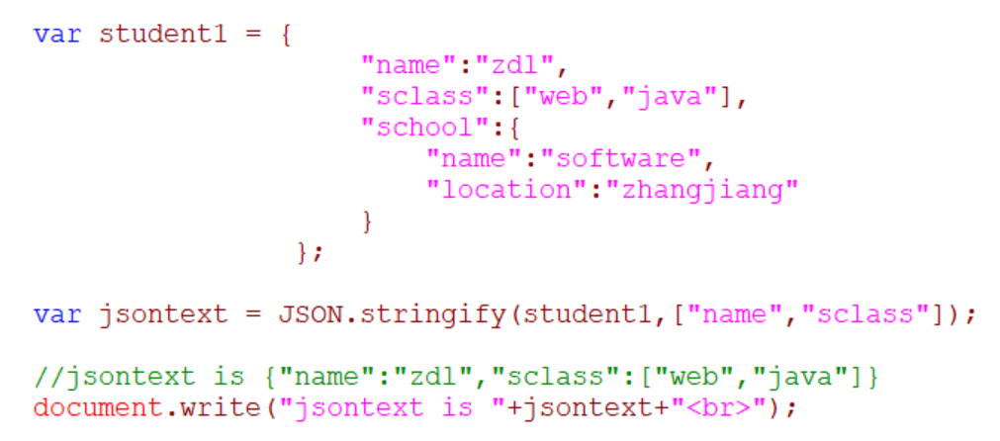 var student1 = {
"name":"zdl",
"sclass":["web","java"],
"school":{
"name":"software",
"location":"zhangjiang"
}
};
var jsontext = JSON.stringify(student1,["name","sclass"]);
//jsontext is {"name":"zdl","sclass":["web","java"]}
document.write("jsontext is "+jsontext+"<br>");